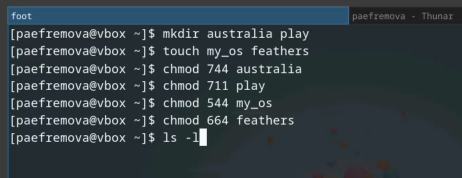 foot
paefremova - Thunar
[paefremova@vbox ~]$ mkdir australia play
[paefremova@vbox ~]$ touch my_os feathers
[paefremova@vbox ~]$ chmod 744 australia
[paefremova@vbox ~]$ chmod 711 play
[paefremova@vbox ~]$ chmod 544 my_os
[paefremova@vbox ~]$ chmod 664 feathers
[paefremova@vbox ~]$ ls -l